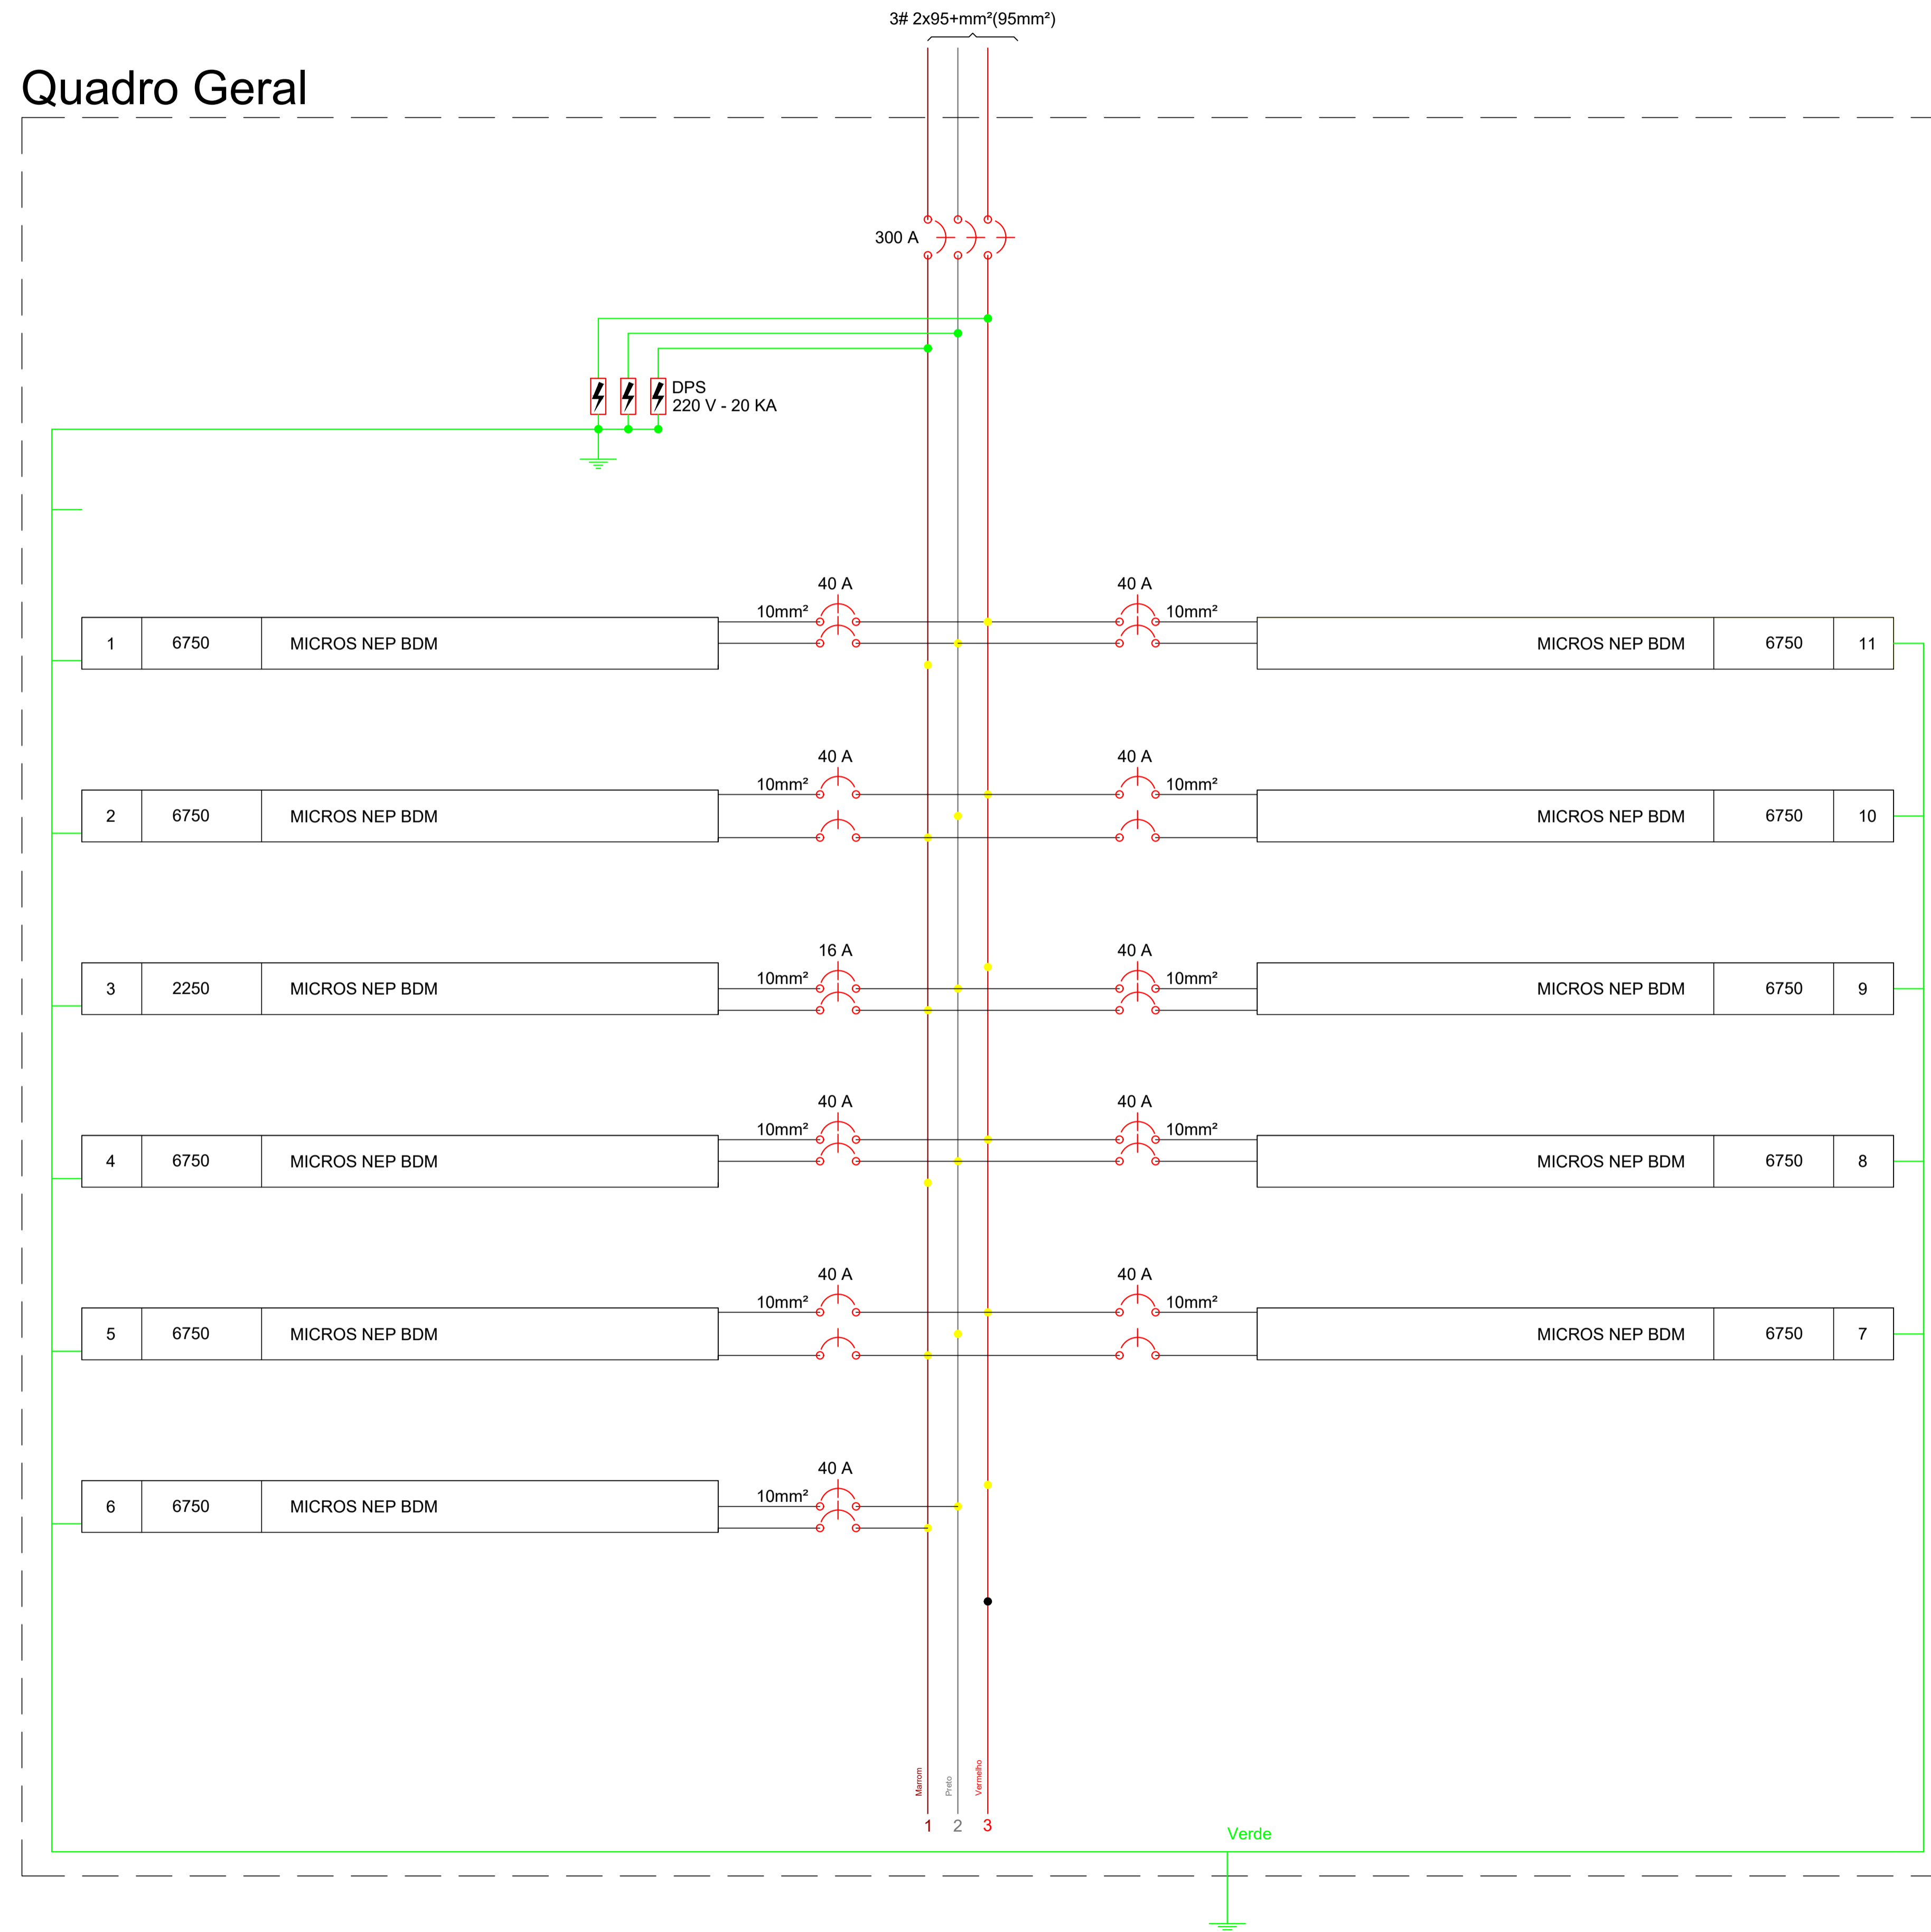 3# 2x95+mm²(95mm²)
Quadro Geral
300 A
DPS
220 V - 20 KA
40 A
40 A
10mm²
10mm²
1 6750 MICROS NEP BDM
MICROS NEP BDM 6750 11
40 A
40 A
10mm²
10mm²
2 6750 MICROS NEP BDM
MICROS NEP BDM 6750 10
16 A
40 A
10mm²
10mm²
3 2250 MICROS NEP BDM
MICROS NEP BDM 6750 9
40 A
40 A
10mm²
10mm²
4 6750 MICROS NEP BDM
MICROS NEP BDM 6750 8
40 A
40 A
10mm²
10mm²
5 6750 MICROS NEP BDM
MICROS NEP BDM 6750 7
40 A
10mm²
6 6750 MICROS NEP BDM
Marrom
Preto
Vermelho
1 2 3
Verde